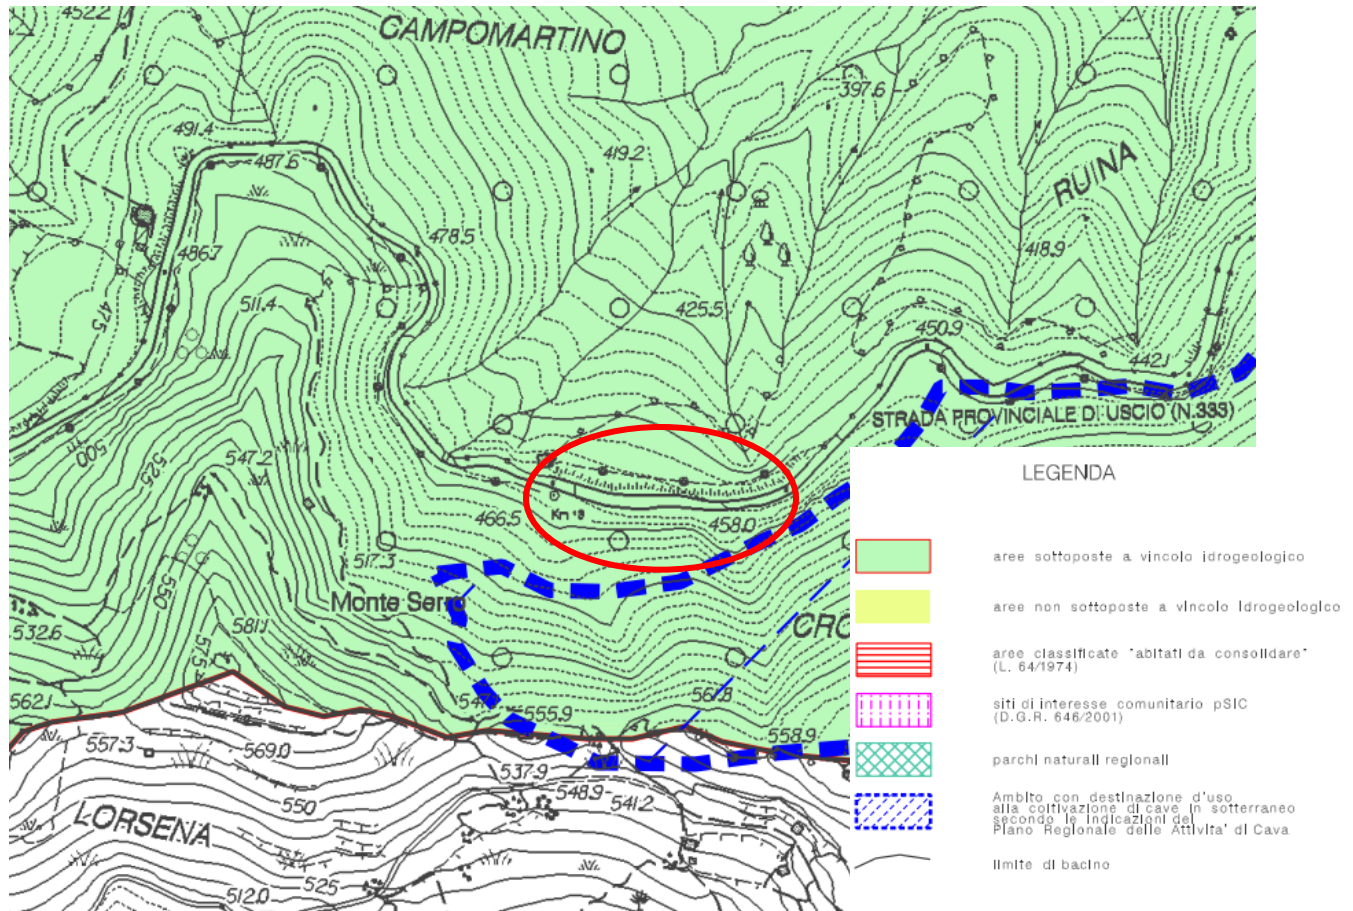 452.2
CAMPOMARTINO
397.6
491.4
487.6
419.2
RUINA
478.5
486.7
418.9
511.4
425.5
475
450.9
442.1
STRADA PROVINCIALE DI USCIO (N.333)
500
547.2
525
466.5
Km 13
458.0
517.3
550
Monte Serro
532.6
581.1
CRO
575.2
562.1
547.
561.8
555.9
558.9
557.3
569.0
537.9
548.9
541.2
550
LORSENA
525
512.0
LEGENDA
aree sottoposte a vincolo idrogeologico
aree non sottoposte a vincolo idrogeologico
aree classificate "abitati da consolidare"
(L. 64/1974)
siti di interesse comunitario pSIC
(D.G.R. 646/2001)
parchi naturali regionali
Ambito con destinazione d'uso
alla coltivazione di cave in sotterraneo
secondo le indicazioni del
Piano Regionale delle Attivita' di Cava
limite di bacino